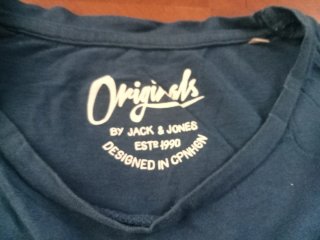 Originals
BY JACK & JONES
ESTD 1990
DESIGNED IN CPNHGN